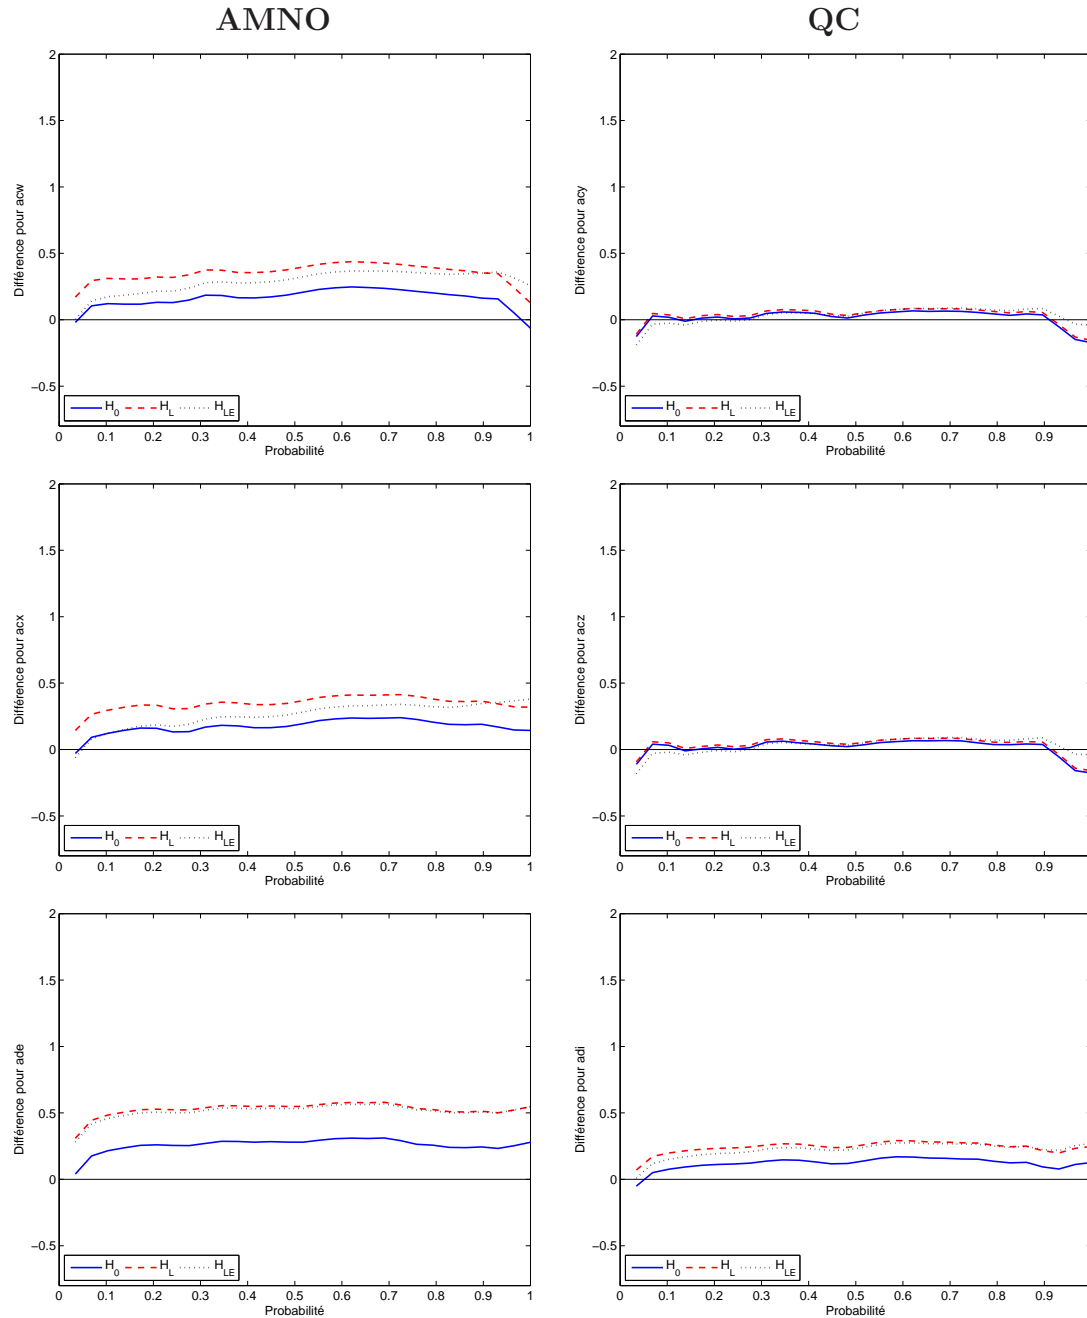 AMNO
QC
2
1.5
1
0.5
0
−0.5
Différence pour acw
H0 HL HLE
0 0.1 0.2 0.3 0.4 0.5 0.6 0.7 0.8 0.9 1
Probabilité
2
1.5
1
0.5
0
−0.5
Différence pour acy
H0 HL HLE
0 0.1 0.2 0.3 0.4 0.5 0.6 0.7 0.8 0.9
Probabilité
2
1.5
1
0.5
0
−0.5
Différence pour acx
H0 HL HLE
0 0.1 0.2 0.3 0.4 0.5 0.6 0.7 0.8 0.9 1
Probabilité
2
1.5
1
0.5
0
−0.5
Différence pour acz
H0 HL HLE
0 0.1 0.2 0.3 0.4 0.5 0.6 0.7 0.8 0.9
Probabilité
2
1.5
1
0.5
0
−0.5
Différence pour ade
H0 HL HLE
0 0.1 0.2 0.3 0.4 0.5 0.6 0.7 0.8 0.9 1
Probabilité
2
1.5
1
0.5
0
−0.5
Différence pour adi
H0 HL HLE
0 0.1 0.2 0.3 0.4 0.5 0.6 0.7 0.8 0.9
Probabilité